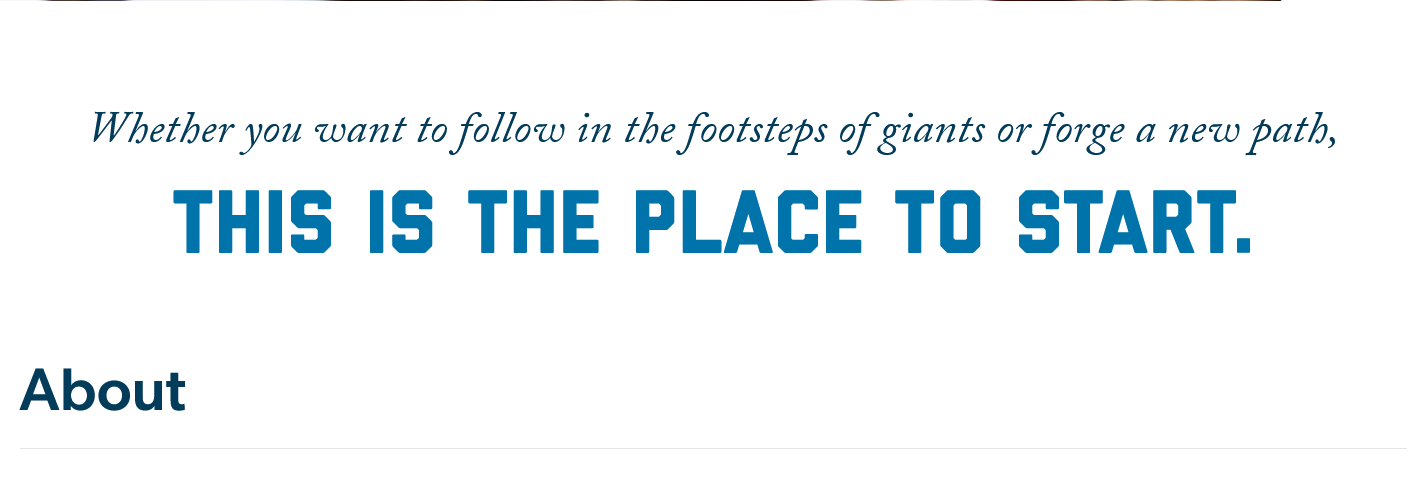 Whether you want to follow in the footsteps of giants or forge a new path,
THIS IS THE PLACE TO START.
About